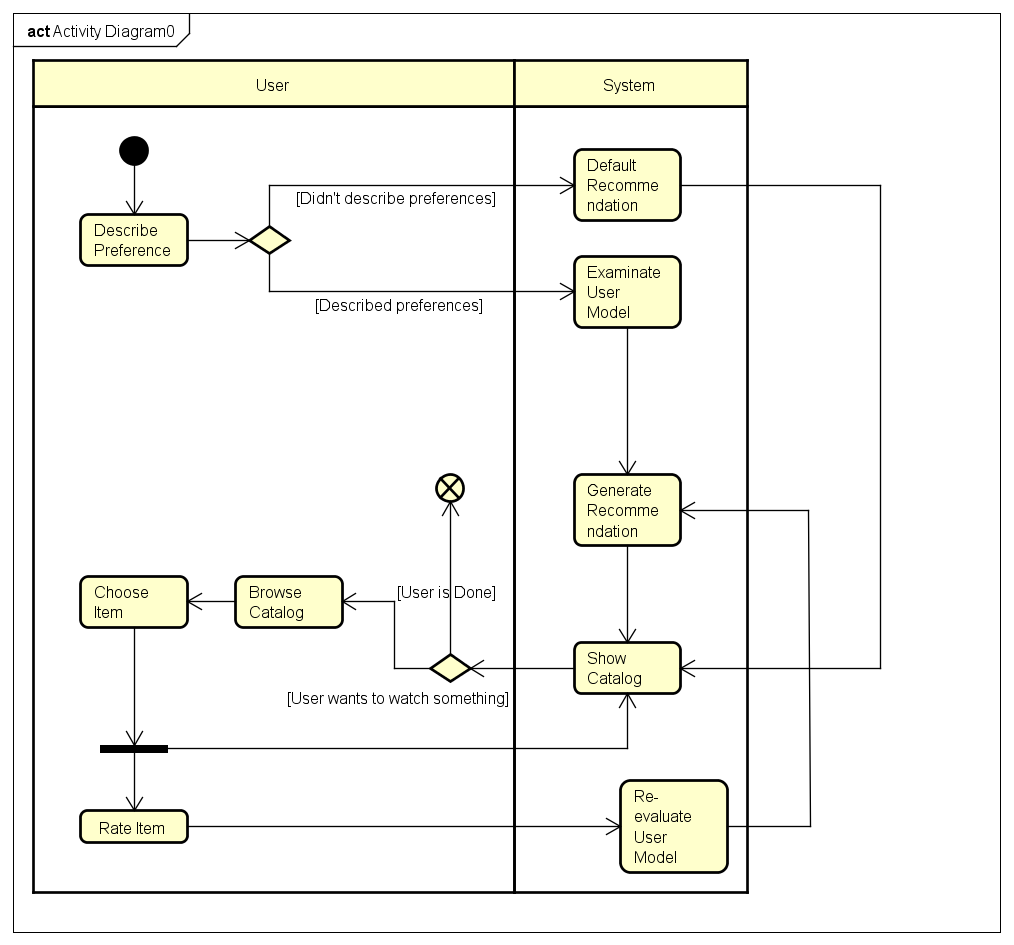 act Activity Diagram0
User
System
Default
Recomme
ndation
[Didn't describe preferences]
Describe
Preference
Examinate
User
Model
[Described preferences]
Generate
Recomme
ndation
Choose
Item
Browse
Catalog
[User is Done]
Show
Catalog
[User wants to watch something]
Re-
evaluate
User
Model
Rate Item